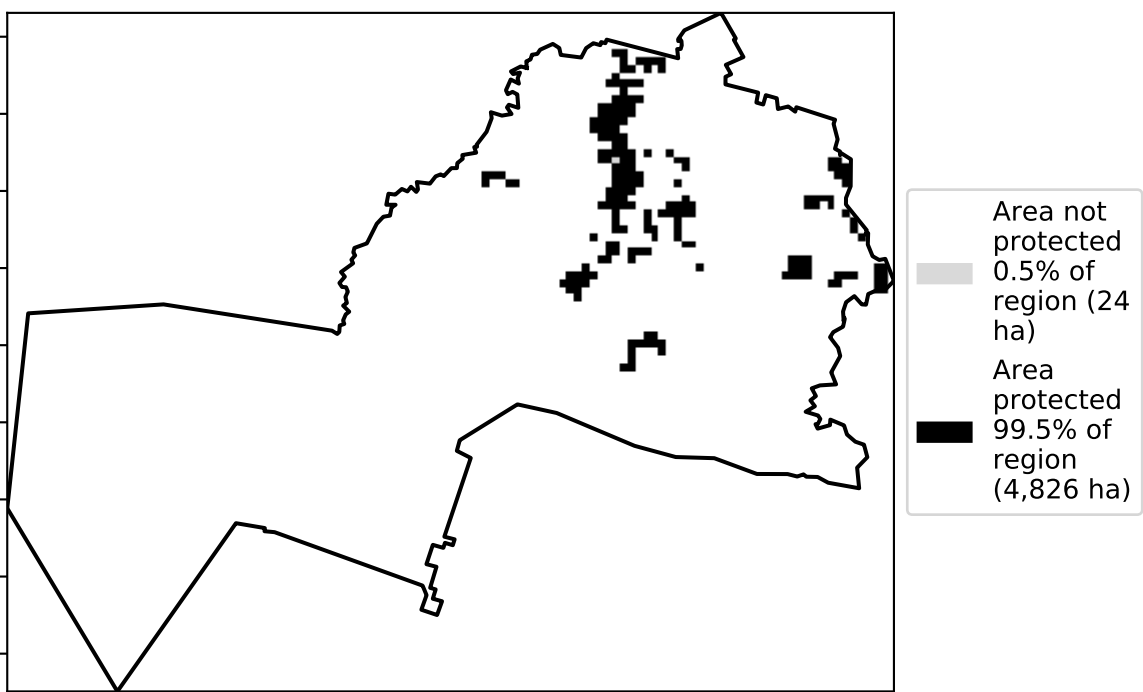 Area not
protected
0.5% of
region (24
ha)
Area
protected
99.5% of
region
(4,826 ha)